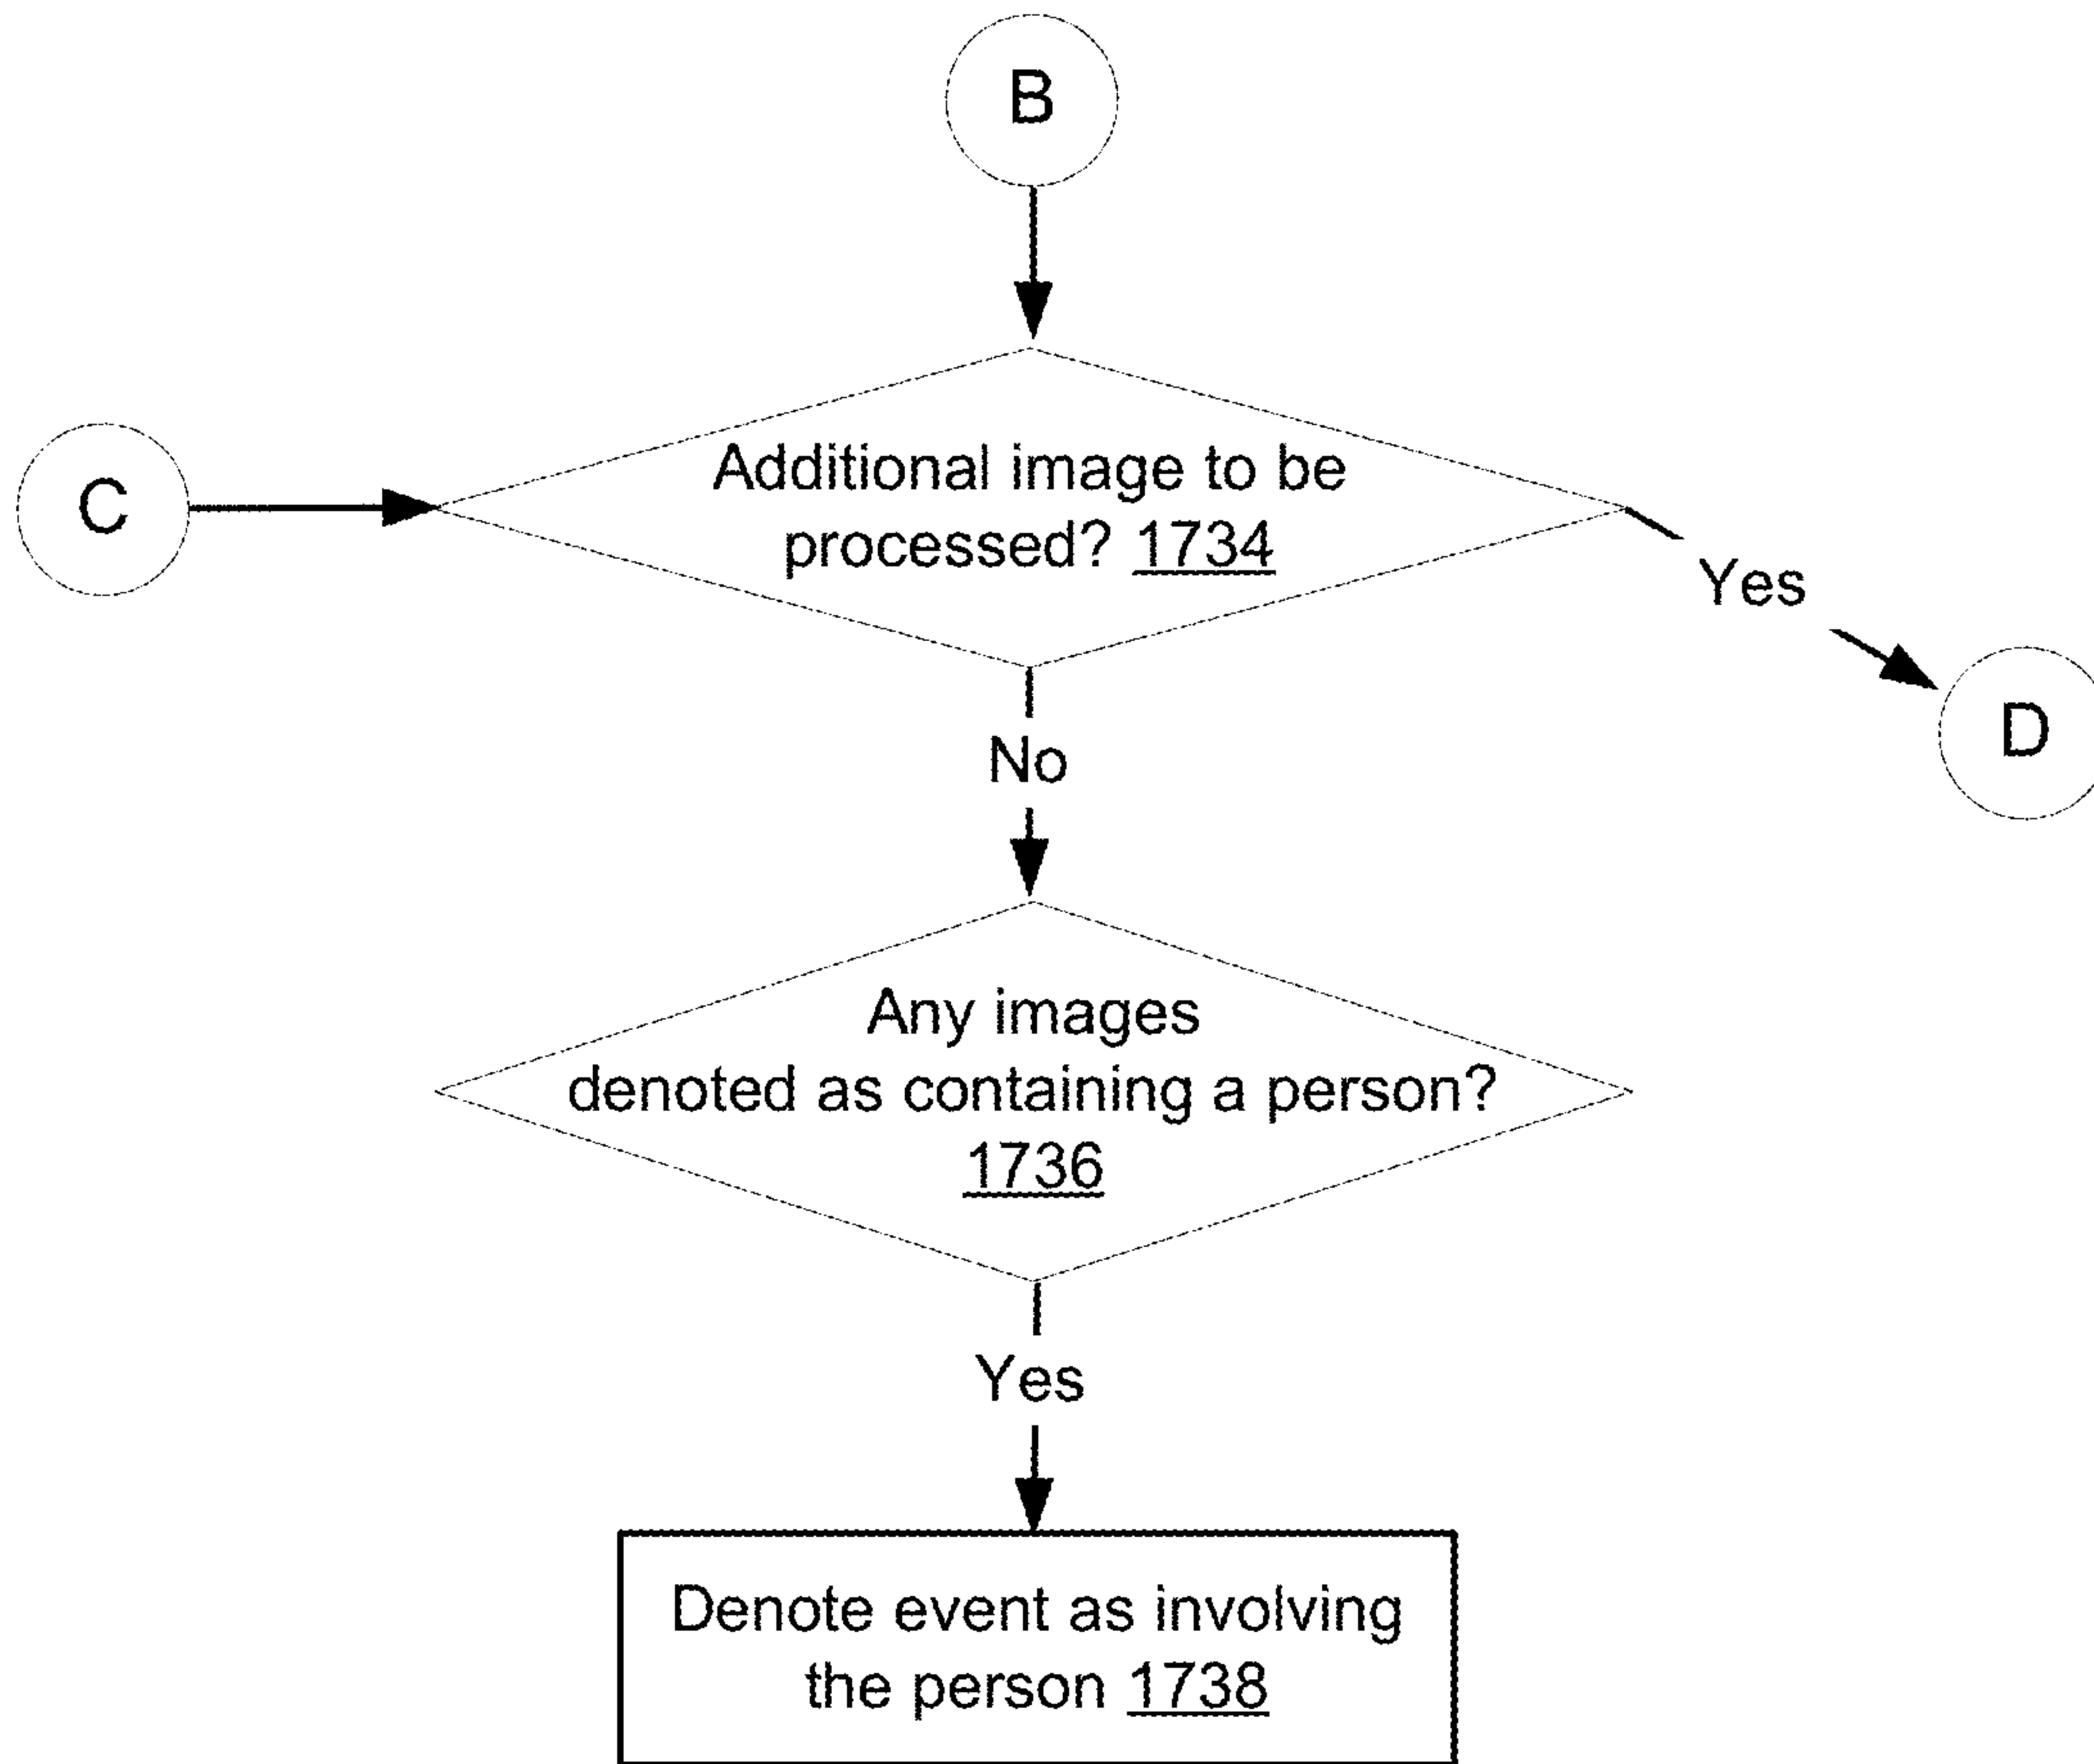 B
C
Additional image to be
processed? 1734
Yes
D
No
Any images
denoted as containing a person?
1736
Yes
Denote event as involving
the person 1738